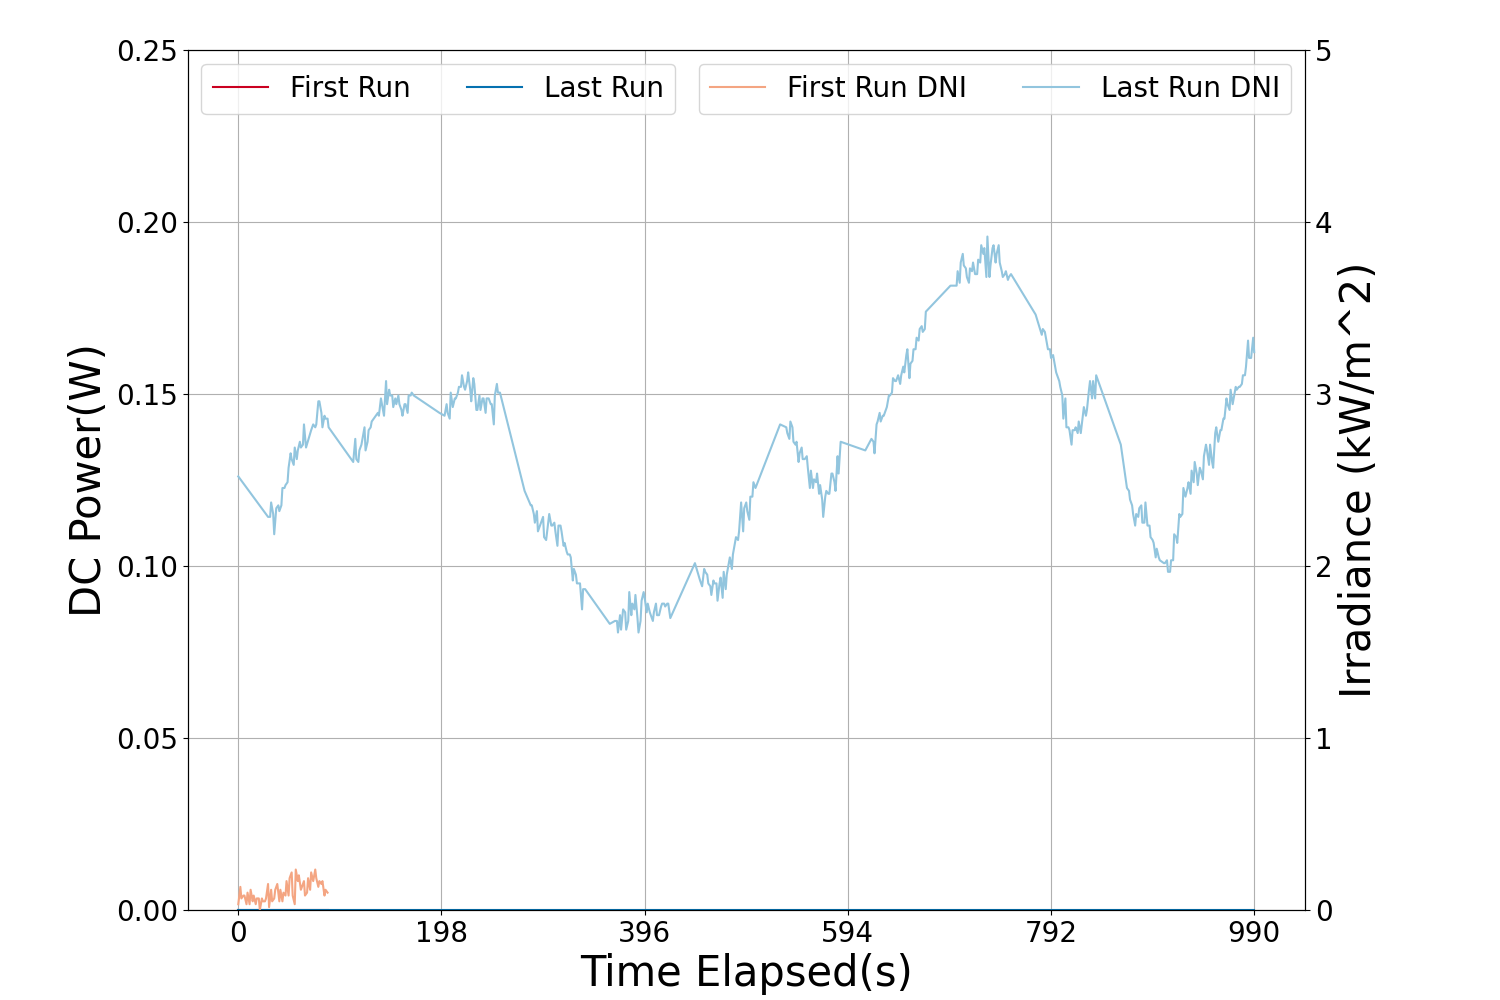 First Run
Last Run
First Run DNI
Last Run DNI
0.25
0.20
0.15
0.10
0.05
0.00
DC Power(W)
5
4
3
2
1
0
Irradiance (kW/m^2)
0 198 396 594 792 990
Time Elapsed(s)